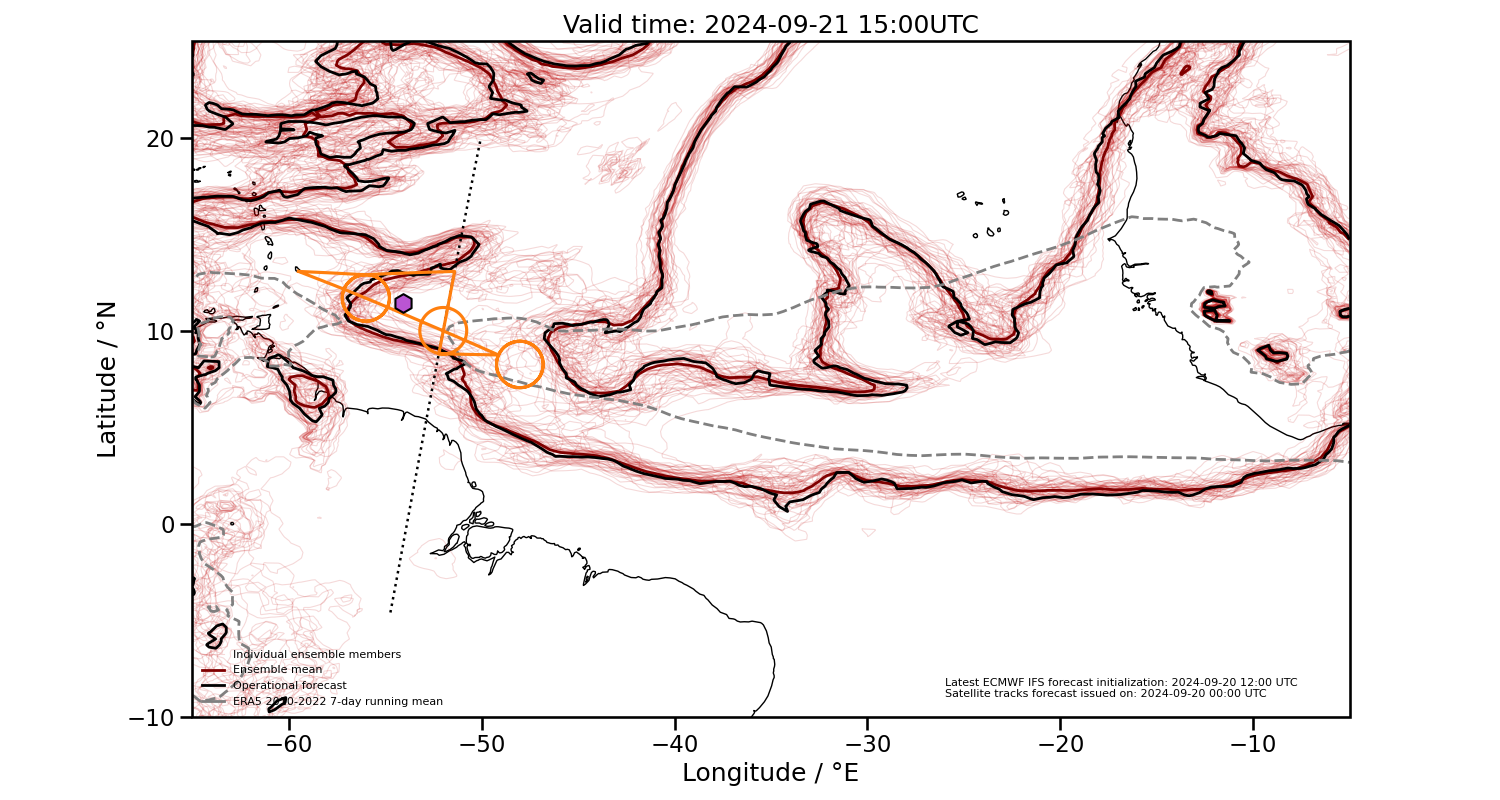 Valid time: 2024-09-21 15:00UTC
Latitude / °N
20
10
0
−10
Individual ensemble members
Ensemble mean
Operational forecast
ERA5 2010-2022 7-day running mean
Latest ECMWF IFS forecast initialization: 2024-09-20 12:00 UTC
Satellite tracks forecast issued on: 2024-09-20 00:00 UTC
−60
−50
−40
−30
−20
−10
Longitude / °E